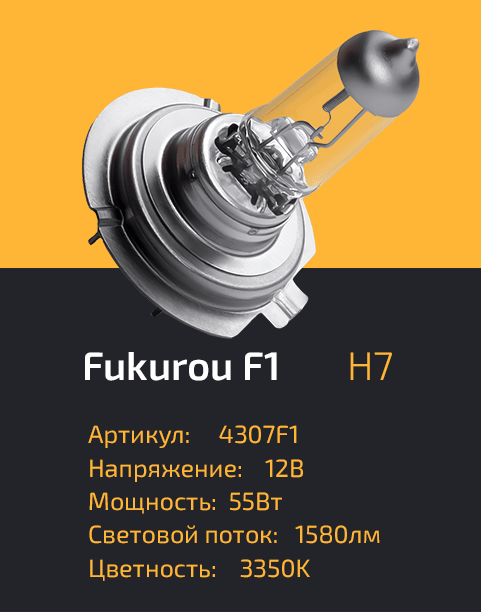 Fukurou F1 H7
Артикул: 4307F1
Напряжение: 12В
Мощность: 55Вт
Световой поток: 1580лм
Цветность: 3350К